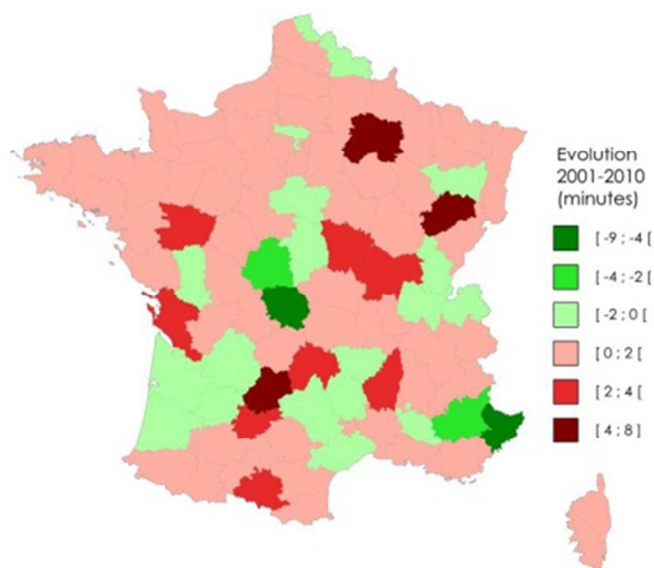 Evolution
2001-2010
(minutes)
[ -9 ; -4 [
[ -4 ; -2 [
[ -2 ; 0 [
[ 0 ; 2 [
[ 2 ; 4 [
[ 4 ; 8 ]